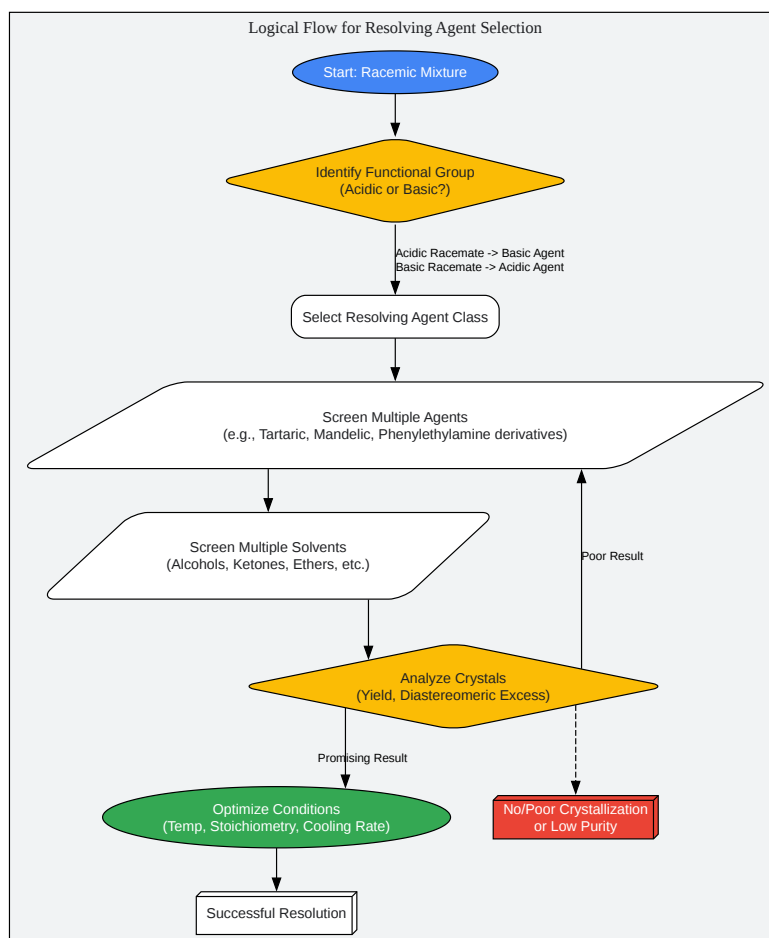 Logical Flow for Resolving Agent Selection
Start: Racemic Mixture
Identify Functional Group
(Acidic or Basic?)
Acidic Racemate -> Basic Agent
Basic Racemate -> Acidic Agent
Select Resolving Agent Class
Screen Multiple Agents
(e.g., Tartaric, Mandelic, Phenylethylamine derivatives)
Screen Multiple Solvents
(Alcohols, Ketones, Ethers, etc.)
Poor Result
Analyze Crystals
(Yield, Diastereomeric Excess)
Promising Result
Optimize Conditions
(Temp, Stoichiometry, Cooling Rate)
No/Poor Crystallization
or Low Purity
Successful Resolution